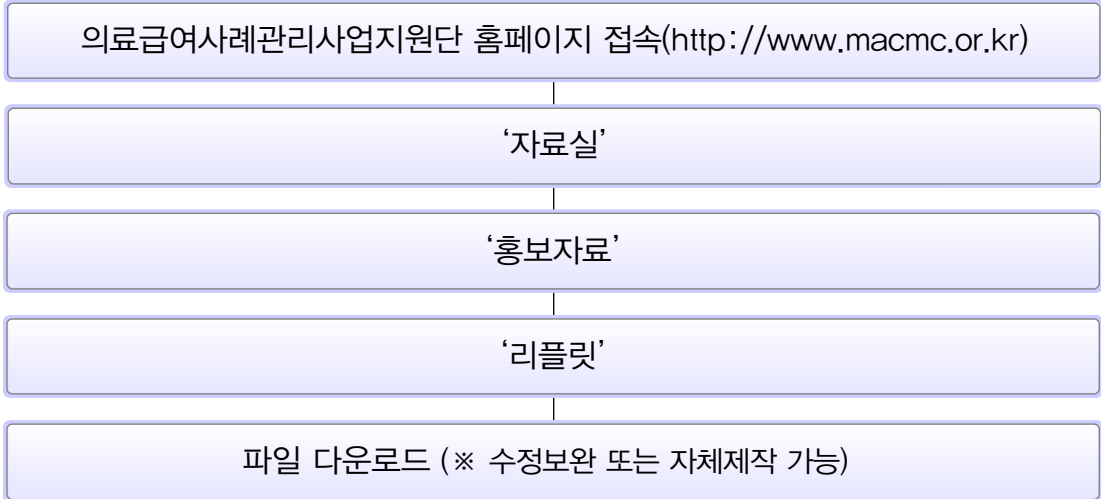 의료급여사례관리사업지원단 홈페이지 접속(http://www.macmc.or.kr)
‘자료실’
‘홍보자료’
‘리플릿’
파일 다운로드 (※ 수정보완 또는 자체제작 가능)